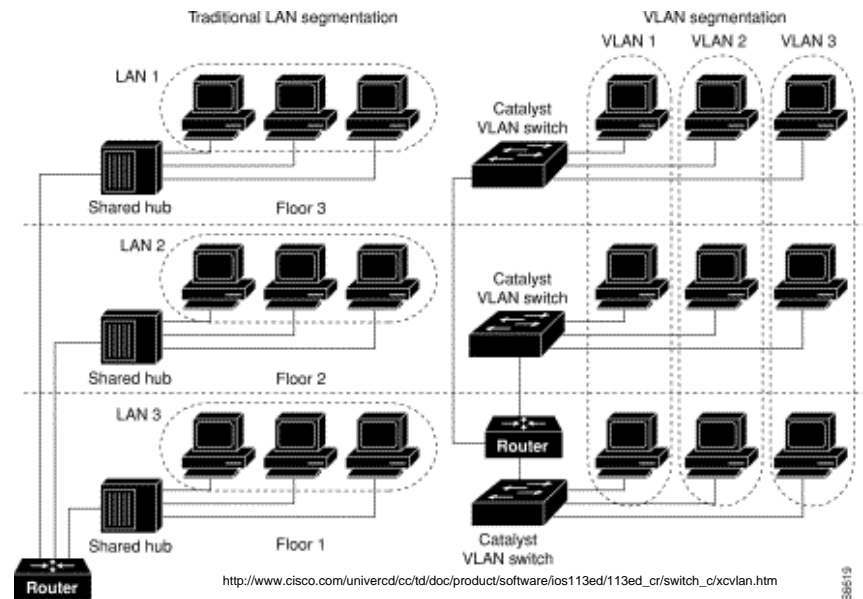 Traditional LAN segmentation
VLAN segmentation
VLAN 1 VLAN 2 VLAN 3
LAN 1
Catalyst
VLAN switch
Shared hub
Floor 3
LAN 2
Catalyst
VLAN switch
Shared hub
Floor 2
LAN 3
Router
Shared hub
Floor 1
Catalyst
VLAN switch
Router
http://www.cisco.com/univercd/cc/td/doc/product/software/ios113ed/113ed_cr/switch_c/xcvlan.htm